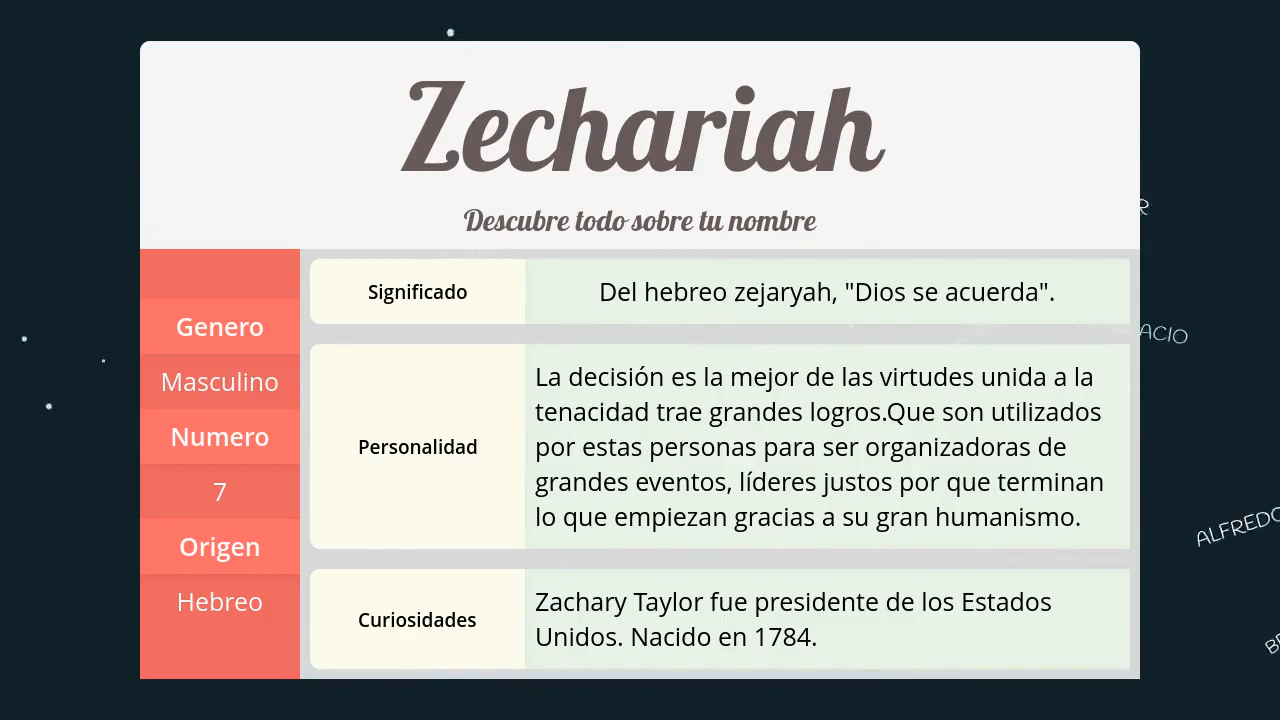 Zechariah
Descubre todo sobre tu nombre
Genero
Masculino
Numero
7
Origen
Hebreo
Significado
Del hebreo zejaryah, "Dios se acuerda".
Personalidad
La decisión es la mejor de las virtudes unida a la
tenacidad trae grandes logros.Que son utilizados
por estas personas para ser organizadoras de
grandes eventos, líderes justos por que terminan
lo que empiezan gracias a su gran humanismo.
Curiosidades
Zachary Taylor fue presidente de los Estados
Unidos. Nacido en 1784.
ACIO
ALFREDO